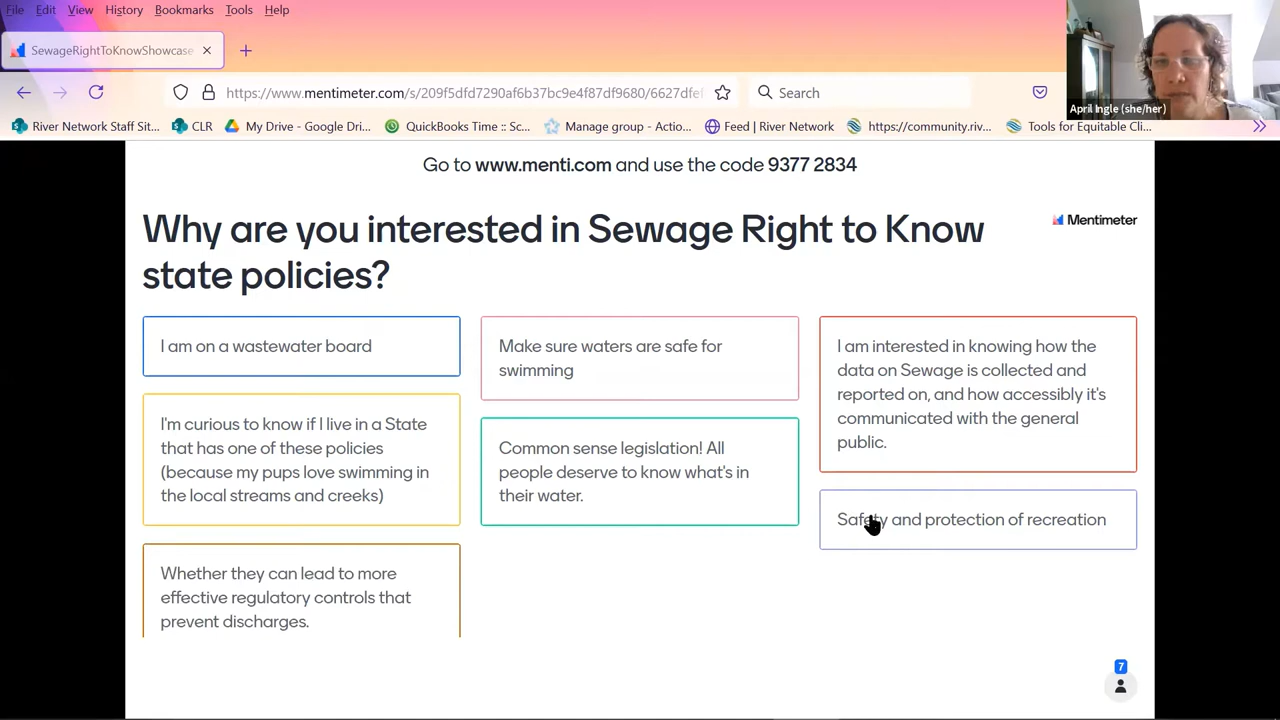 File Edit View History Bookmarks Tools Help
SewageRightToKnowShowcase
https://www.mentimeter.com/s/209f5dfd7290af6b37bc9e4f87df9680/6627dfef
Search
April Ingle (she/her)
River Network Staff Sit... CLR My Drive - Google Dri... QuickBooks Time :: Sc... Manage group - Actio... Feed | River Network https://community.riv... Tools for Equitable Cli...
Go to www.menti.com and use the code 9377 2834
Why are you interested in Sewage Right to Know
state policies?
Mentimeter
I am on a wastewater board
I'm curious to know if I live in a State
that has one of these policies
(because my pups love swimming in
the local streams and creeks)
Whether they can lead to more
effective regulatory controls that
prevent discharges.
Make sure waters are safe for
swimming
Common sense legislation! All
people deserve to know what's in
their water.
I am interested in knowing how the
data on Sewage is collected and
reported on, and how accessibly it's
communicated with the general
public.
Safety and protection of recreation
7